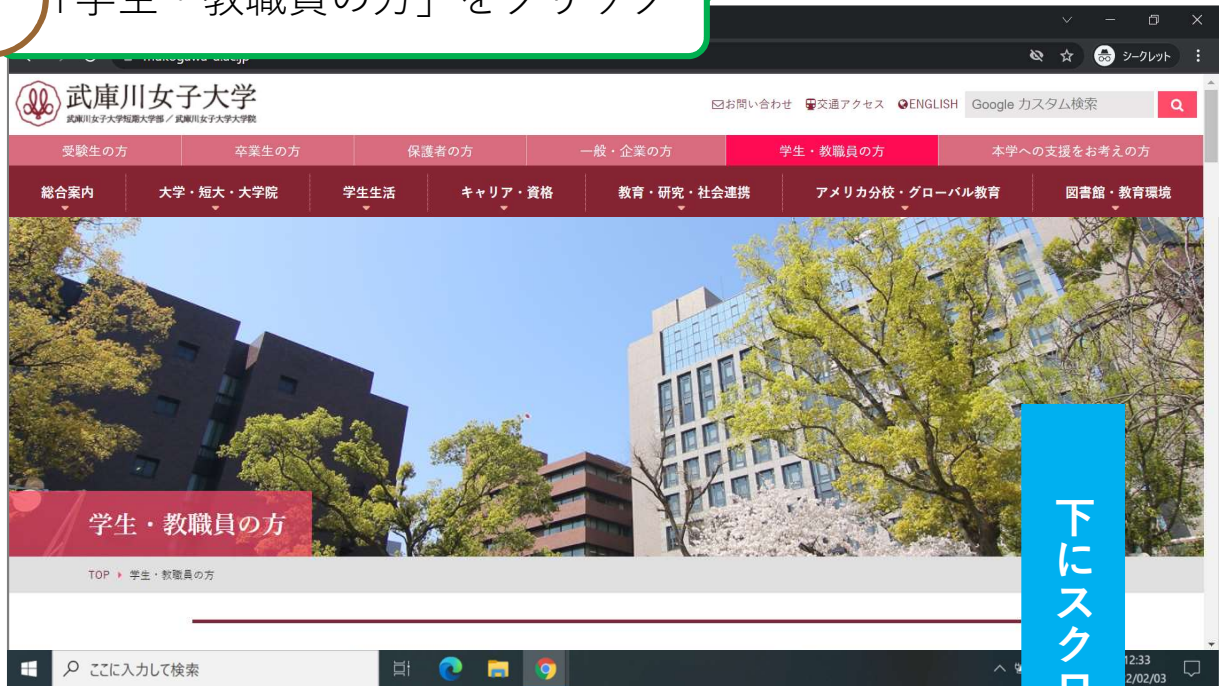 「学生・教職員の方」をクリック
シークレット
武庫川女子大学
武庫川女子大学短期大学部／武庫川女子大学大学院
お問い合わせ 交通アクセス ENGLISH Google カスタム検索
受験生の方 卒業生の方 保護者の方 一般・企業の方 学生・教職員の方 本学への支援をお考えの方
総合案内 大学・短大・大学院 学生生活 キャリア・資格 教育・研究・社会連携 アメリカ分校・グローバル教育 図書館・教育環境
学生・教職員の方
TOP 学生・教職員の方
下にスクロ
ここに入力して検索
12:33
2/02/03